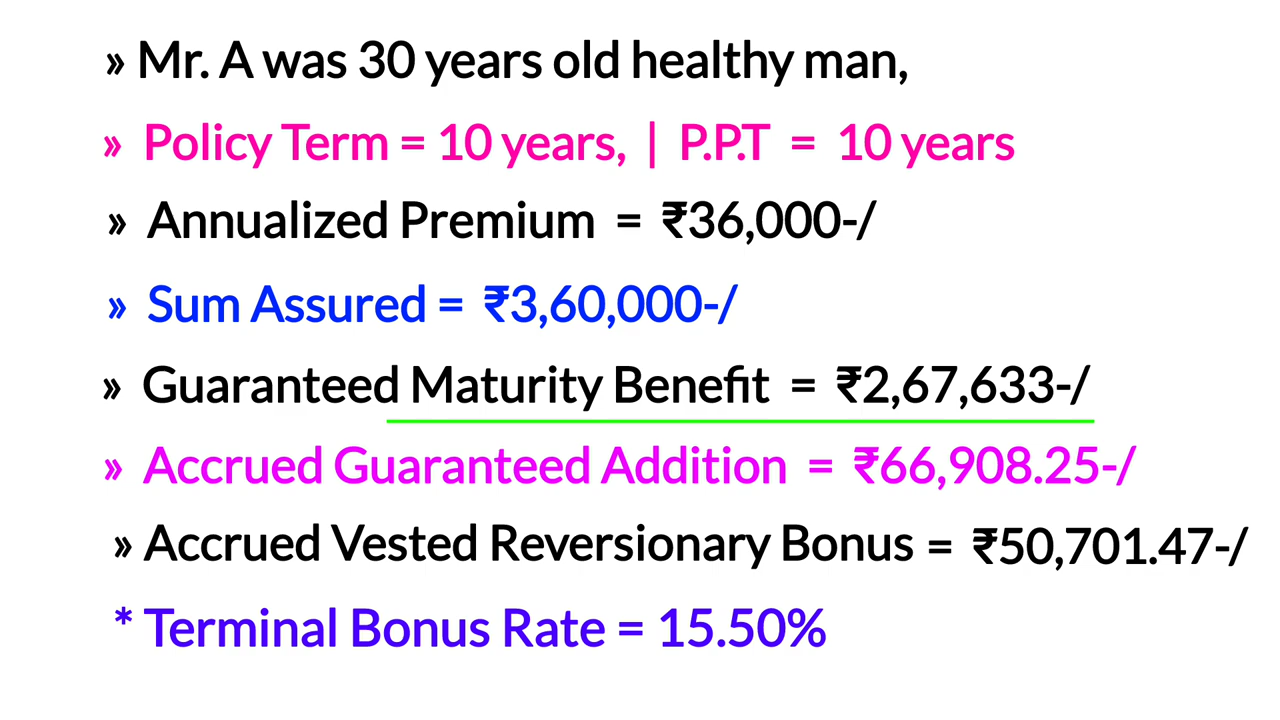 » Mr. A was 30 years old healthy man,
» Policy Term = 10 years, | P.P.T = 10 years
» Annualized Premium = ₹36,000-/
» Sum Assured = ₹3,60,000-/
» Guaranteed Maturity Benefit = ₹2,67,633-/
» Accrued Guaranteed Addition = ₹66,908.25-/
» Accrued Vested Reversionary Bonus = ₹50,701.47-/
* Terminal Bonus Rate = 15.50%